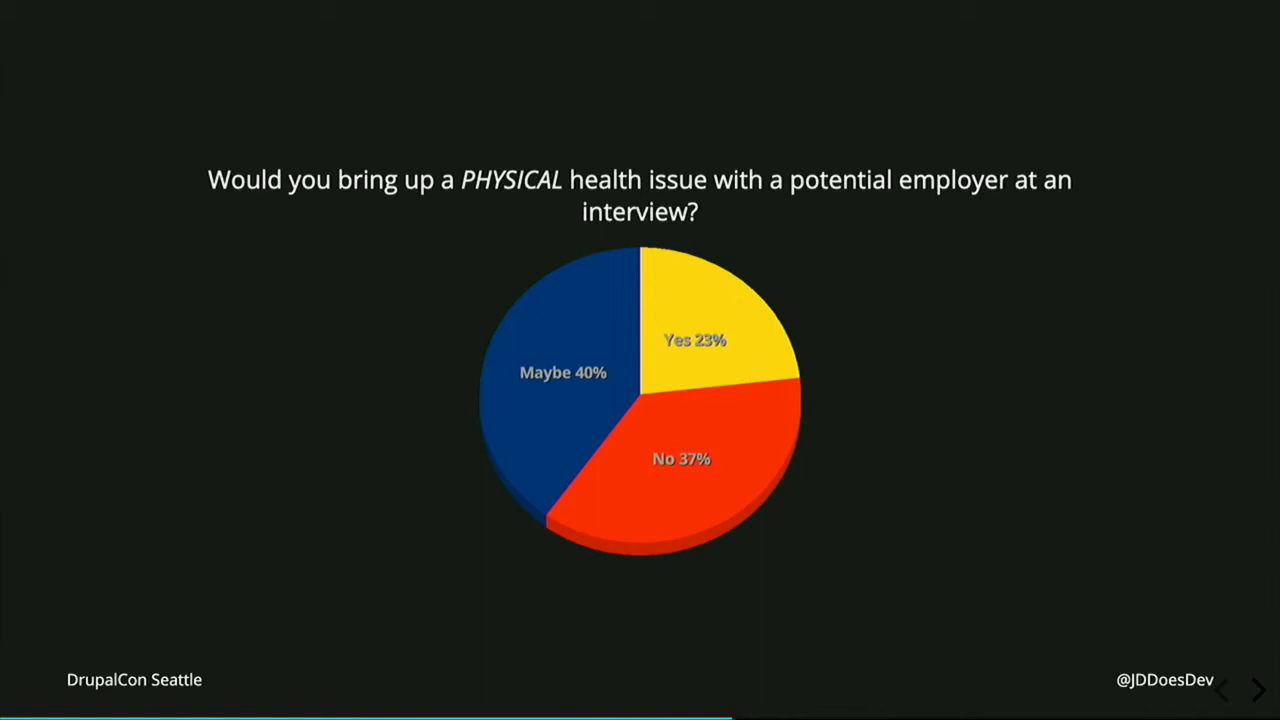 Would you bring up a PHYSICAL health issue with a potential employer at an
interview?
Yes 23%
Maybe 40%
No 37%
DrupalCon Seattle
@JDDoesDev